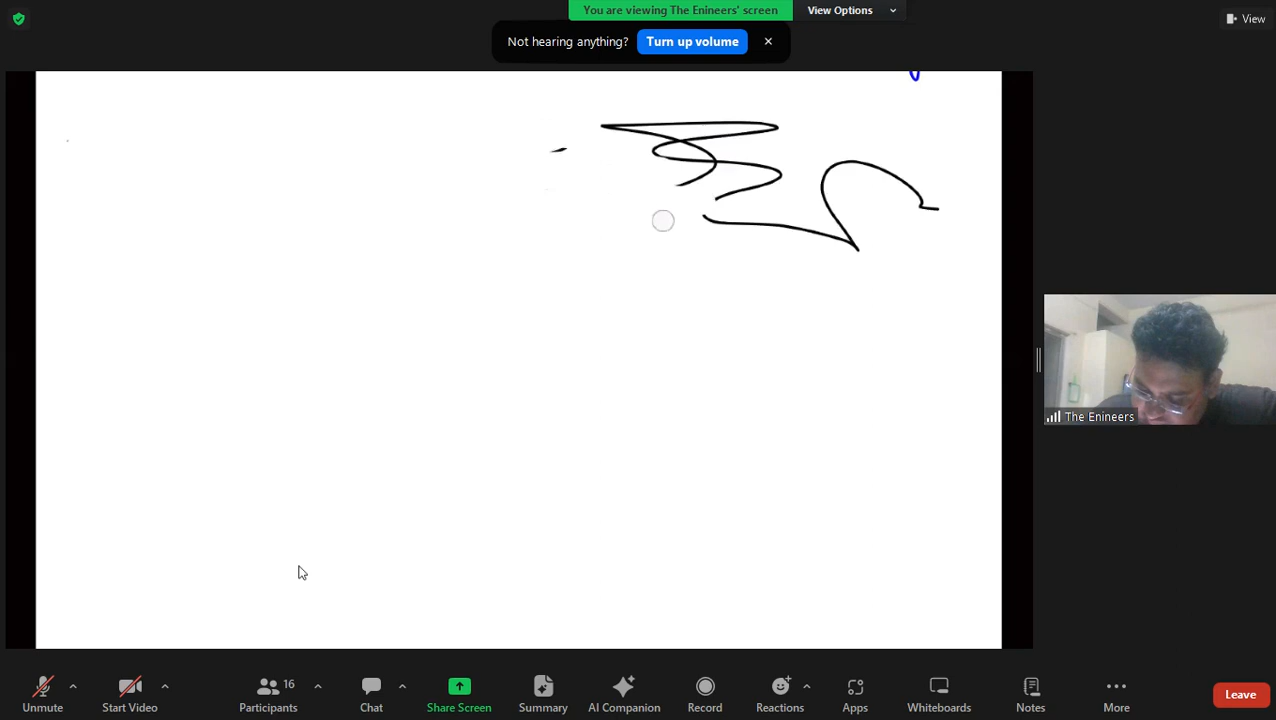 You are viewing The Enineers' screen
View Options
View
Not hearing anything?
Turn up volume
The Enineers
16
Unmute
Start Video
Participants
Chat
Share Screen
Summary
AI Companion
Record
Reactions
Apps
Whiteboards
Notes
More
Leave